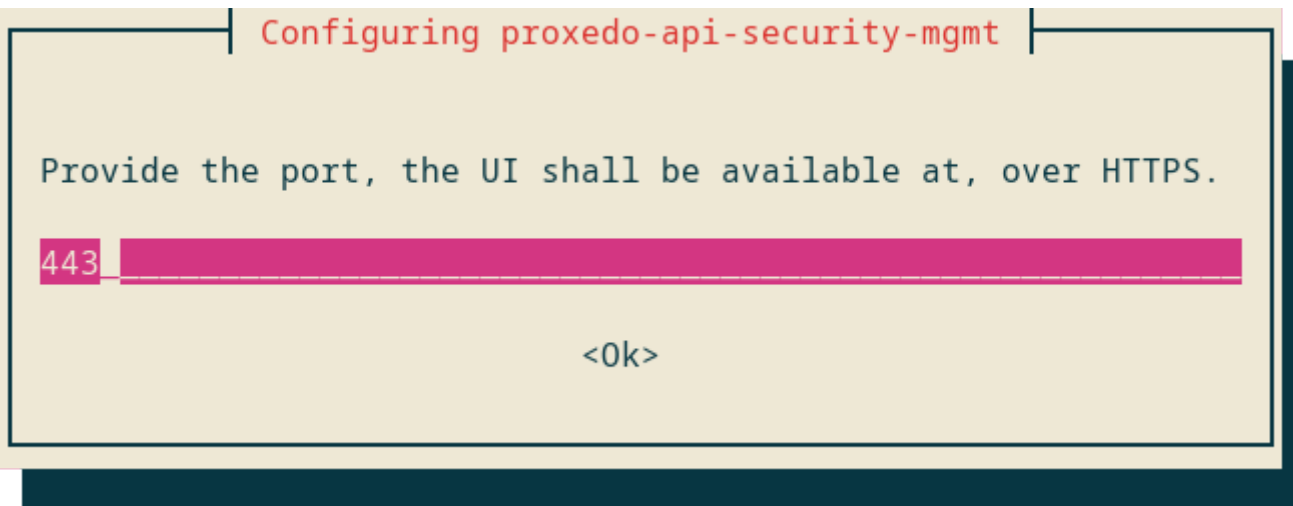 Configuring proxedo-api-security-mgmt
Provide the port, the UI shall be available at, over HTTPS.
443
<Ok>